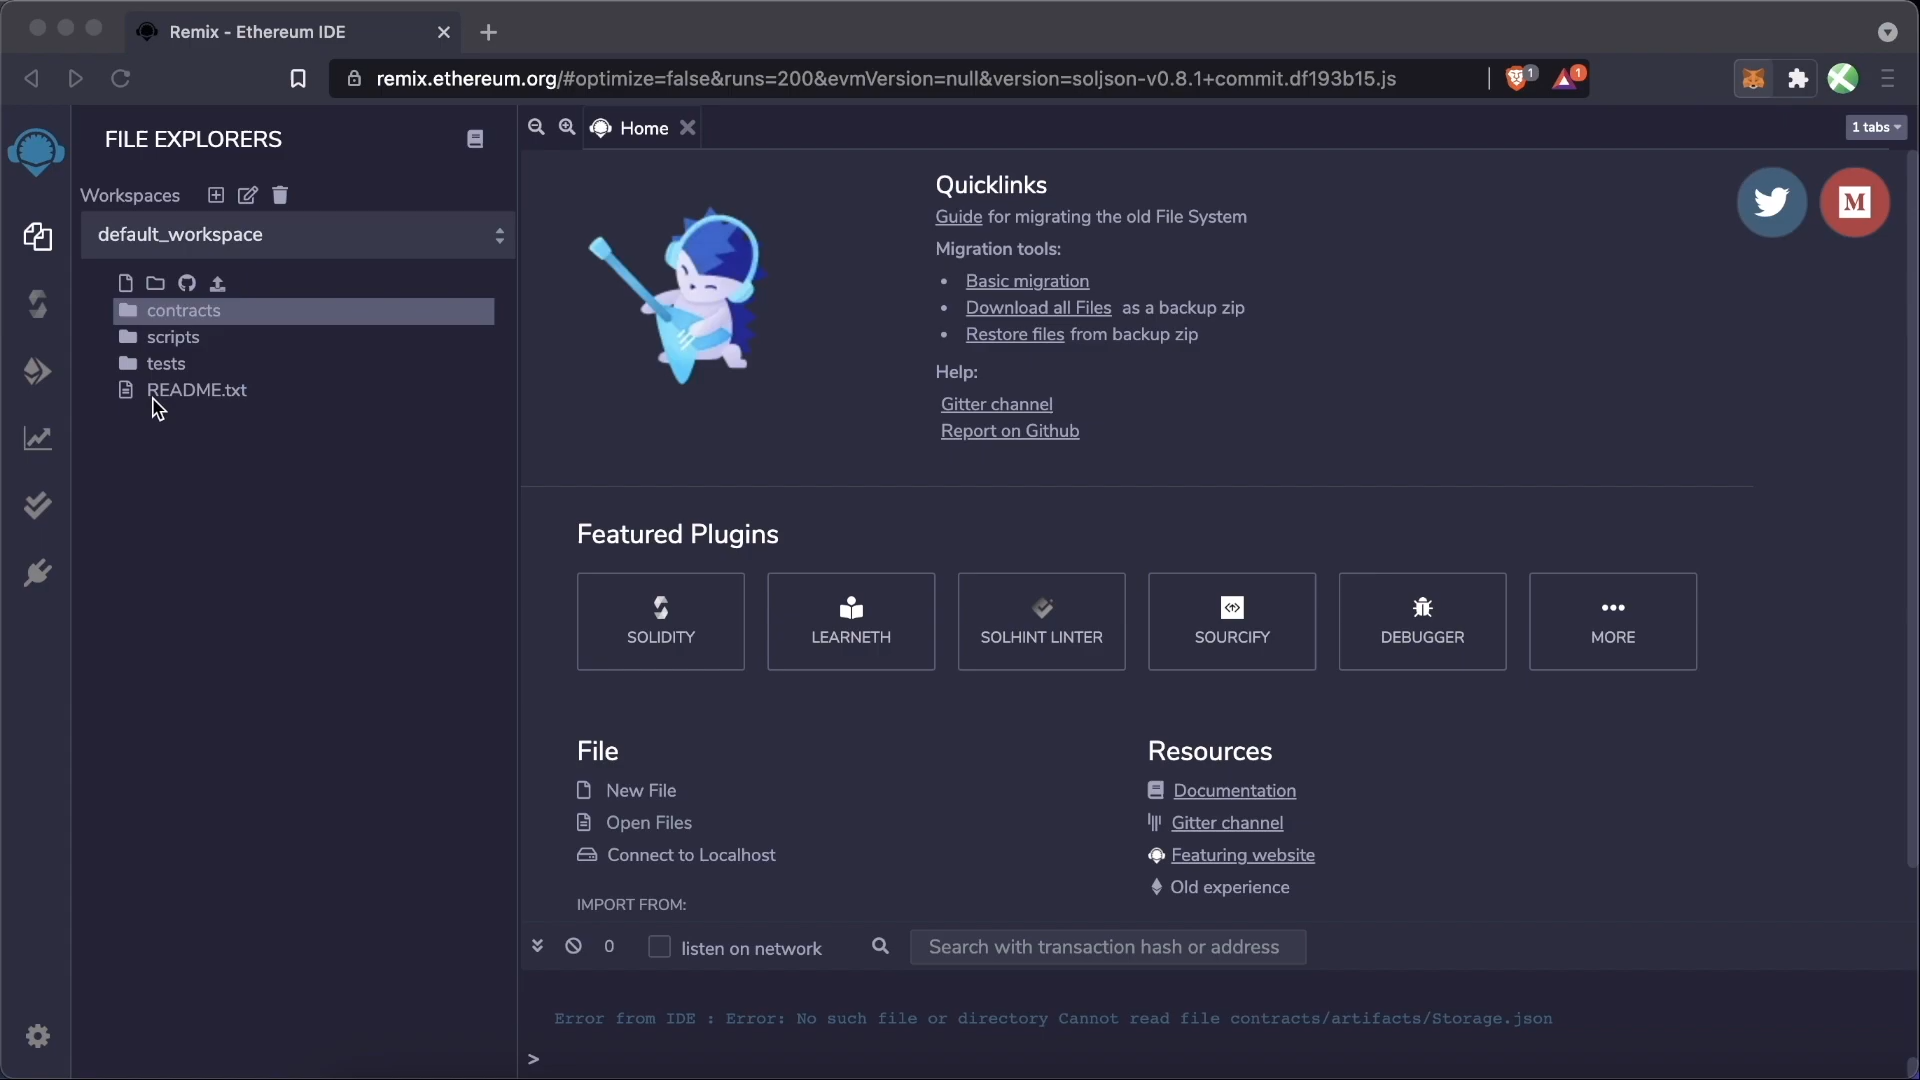 Remix - Ethereum IDE
remix.ethereum.org/#optimize=false&runs=200&evmVersion=null&version=soljson-v0.8.1+commit.df193b15.js
1
1
FILE EXPLORERS
Home
1 tabs
Workspaces
default_workspace
contracts
scripts
tests
README.txt
Quicklinks
Guide for migrating the old File System
Migration tools:
• Basic migration
• Download all Files as a backup zip
• Restore files from backup zip
Help:
Gitter channel
Report on Github
M
Featured Plugins
SOLIDITY
LEARNETH
SOLHINT LINTER
SOURCIFY
DEBUGGER
MORE
File
New File
Open Files
Connect to Localhost
IMPORT FROM:
Resources
Documentation
Gitter channel
Featuring website
Old experience
0
listen on network
Search with transaction hash or address
Error from IDE : Error: No such file or directory Cannot read file contracts/artifacts/Storage.json
>